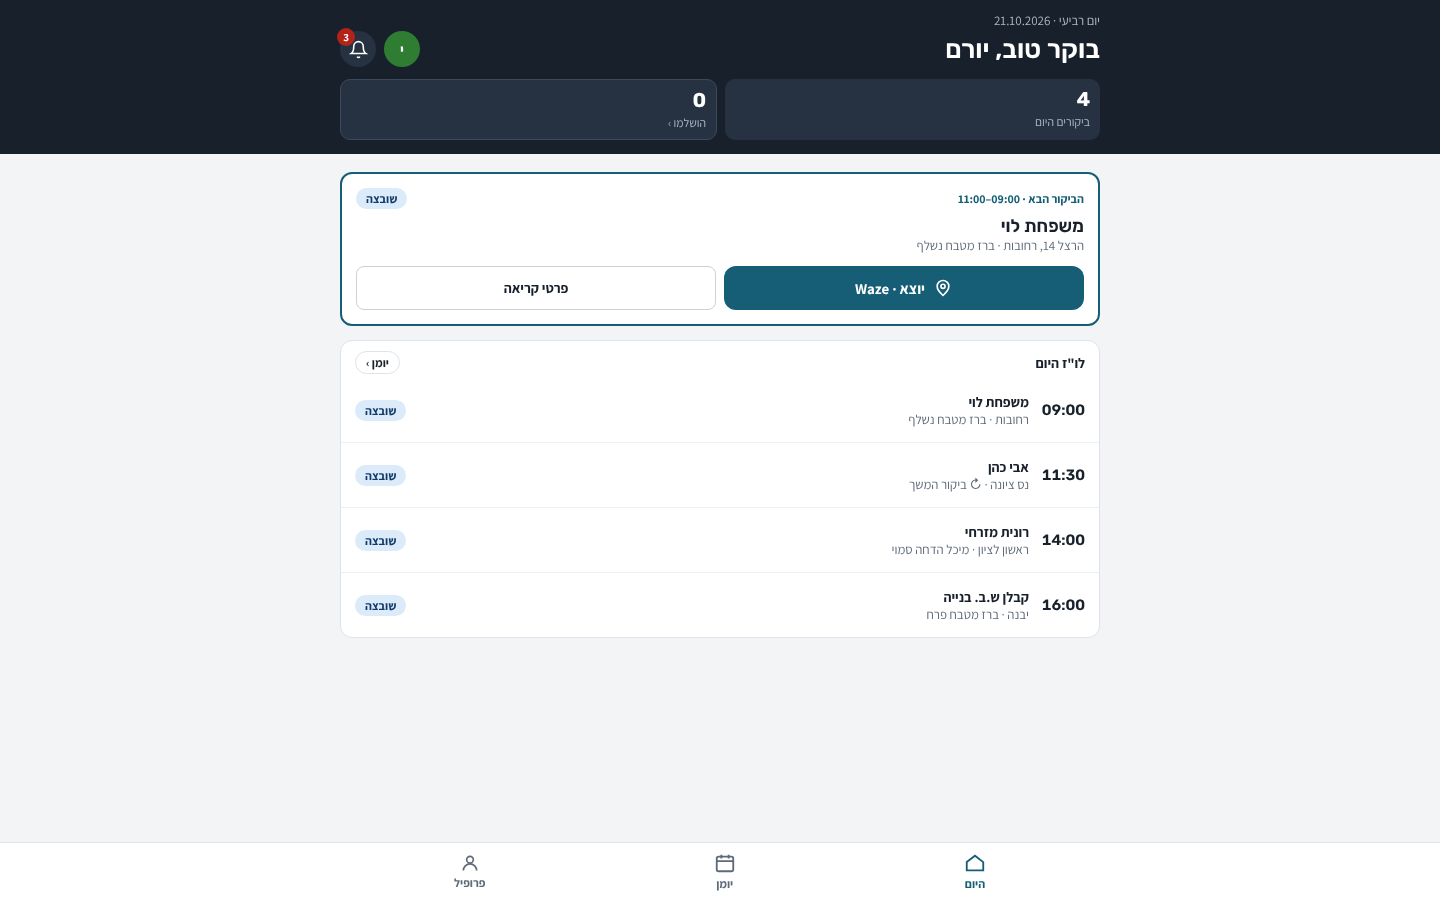 יום רביעי · 21.10.2026
בוקר טוב, יורם
י
3
4
ביקורים היום
0
הושלמו ›
הביקור הבא · 09:00–11:00
שובצה
משפחת לוי
הרצל 14, רחובות · ברז מטבח נשלף
יוצא · Waze
פרטי קריאה
לו"ז היום
יומן ›
09:00
משפחת לוי
רחובות · ברז מטבח נשלף
שובצה
11:30
אבי כהן
נס ציונה · ↻ ביקור המשך
שובצה
14:00
רונית מזרחי
ראשון לציון · מיכל הדחה סמוי
שובצה
16:00
קבלן ש.ב. בנייה
יבנה · ברז מטבח פרח
שובצה
היום
יומן
פרופיל